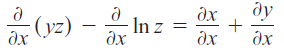 ∂/∂x (yz) − ∂/∂x ln z = ∂x/∂x + ∂y/∂x